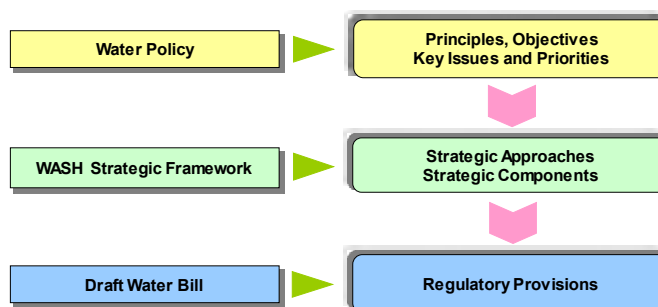 Water Policy
Principles, Objectives
Key Issues and Priorities
WASH Strategic Framework
Strategic Approaches
Strategic Components
Draft Water Bill
Regulatory Provisions